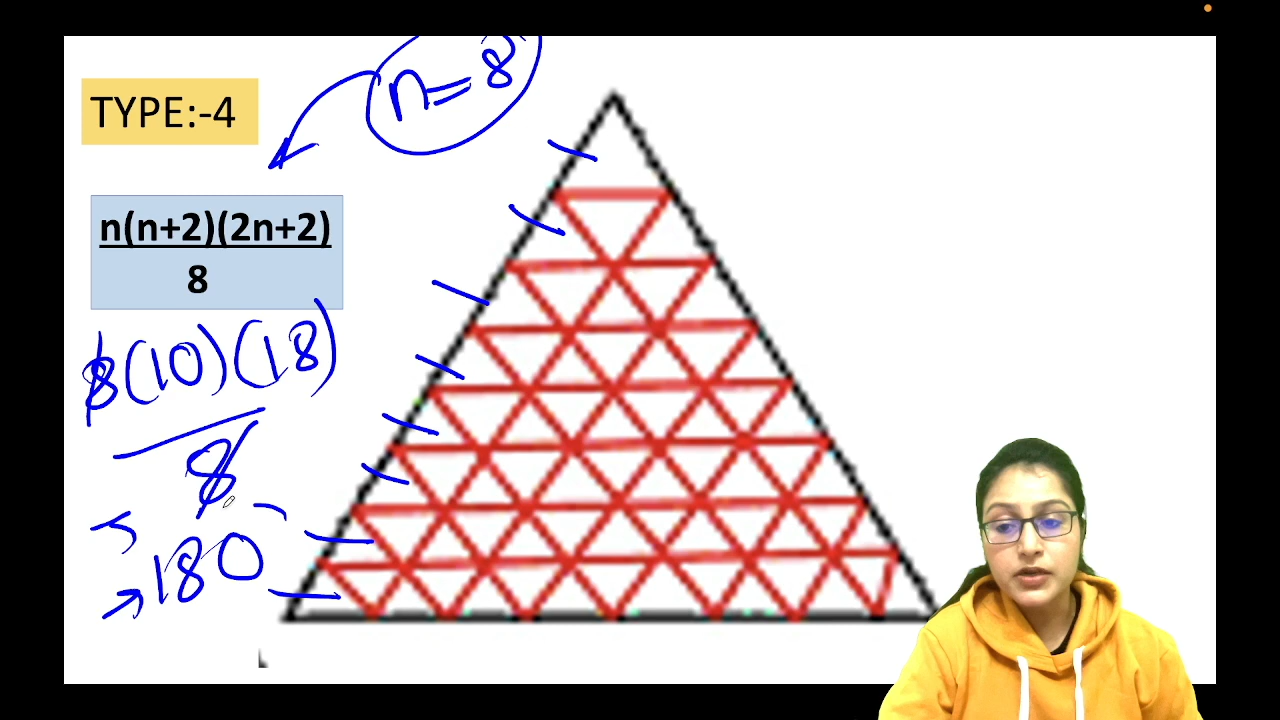 n=8
TYPE:-4
n(n+2)(2n+2)
8
8(10)(18)
8
180